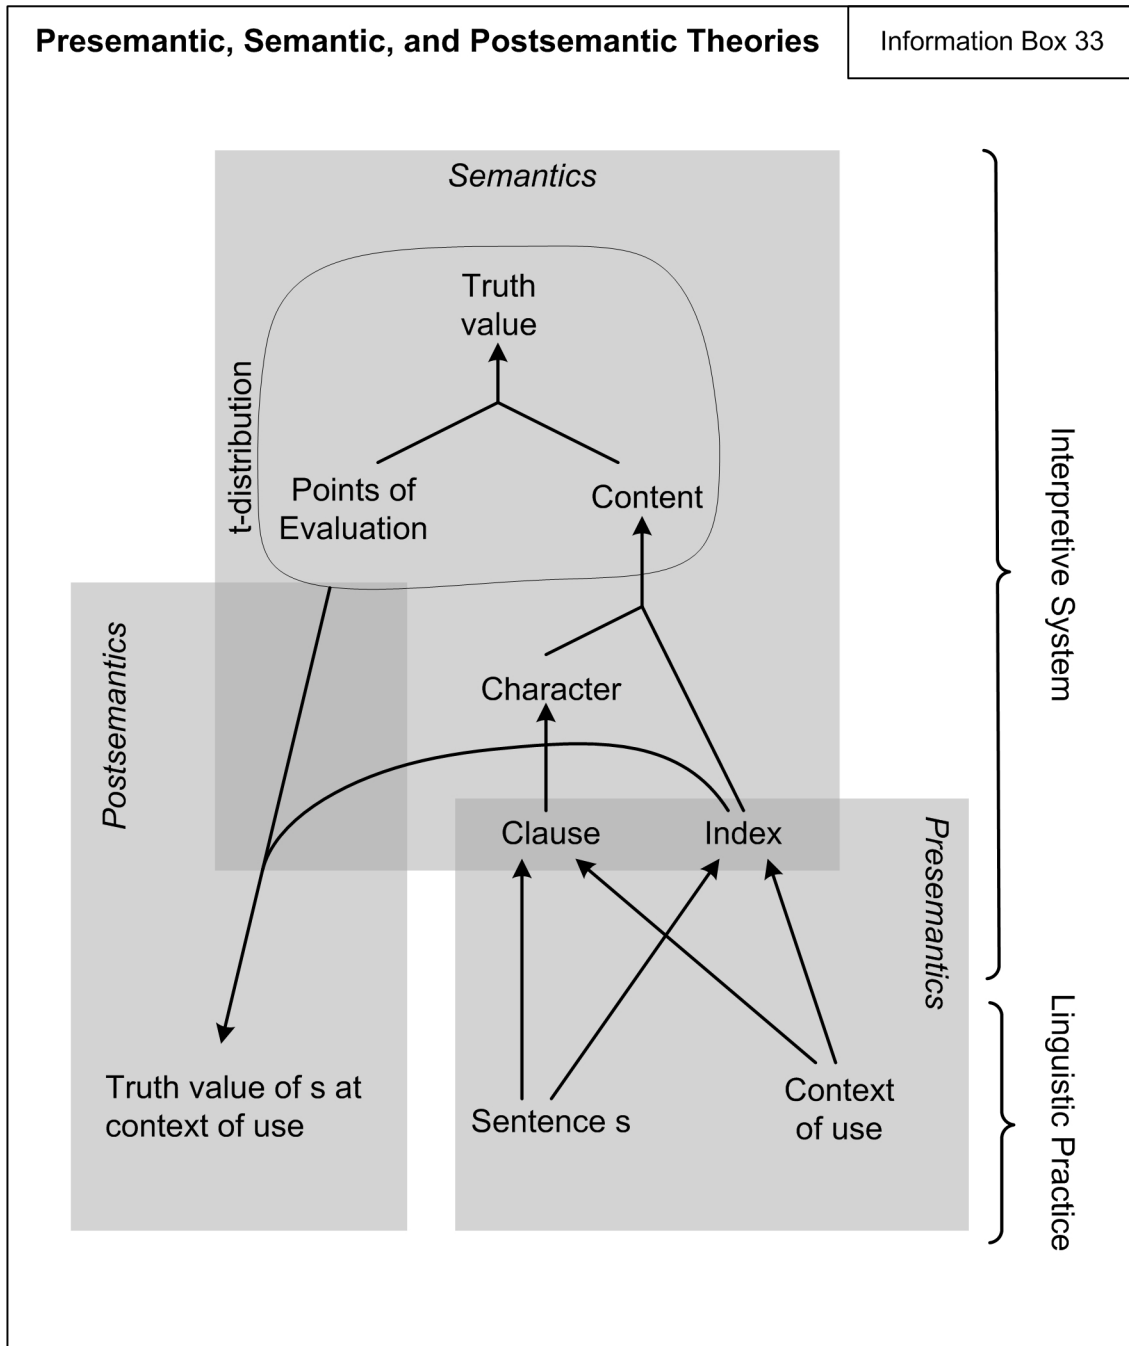 Presemantic, Semantic, and Postsemantic Theories
Information Box 33
Semantics
Truth
value
t-distribution
Points of
Evaluation
Content
Interpretive System
Postsemantics
Character
Clause
Index
Presemantics
Truth value of s at
context of use
Sentence s
Context
of use
Linguistic Practice